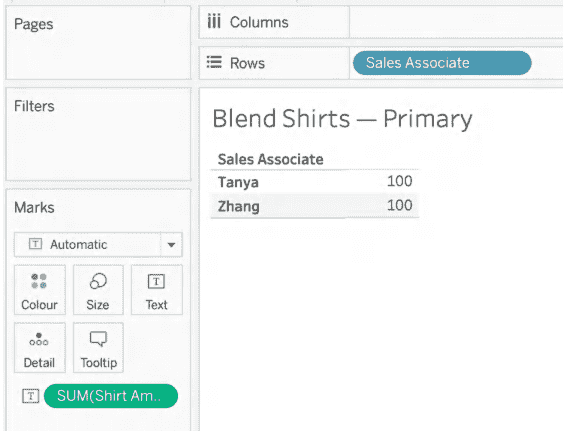 Pages
Columns
Rows
Sales Associate
Filters
Blend Shirts — Primary
Sales Associate
Tanya 100
Zhang 100
Marks
T Automatic
Colour Size T Text
Detail Tooltip
T SUM(Shirt Am..